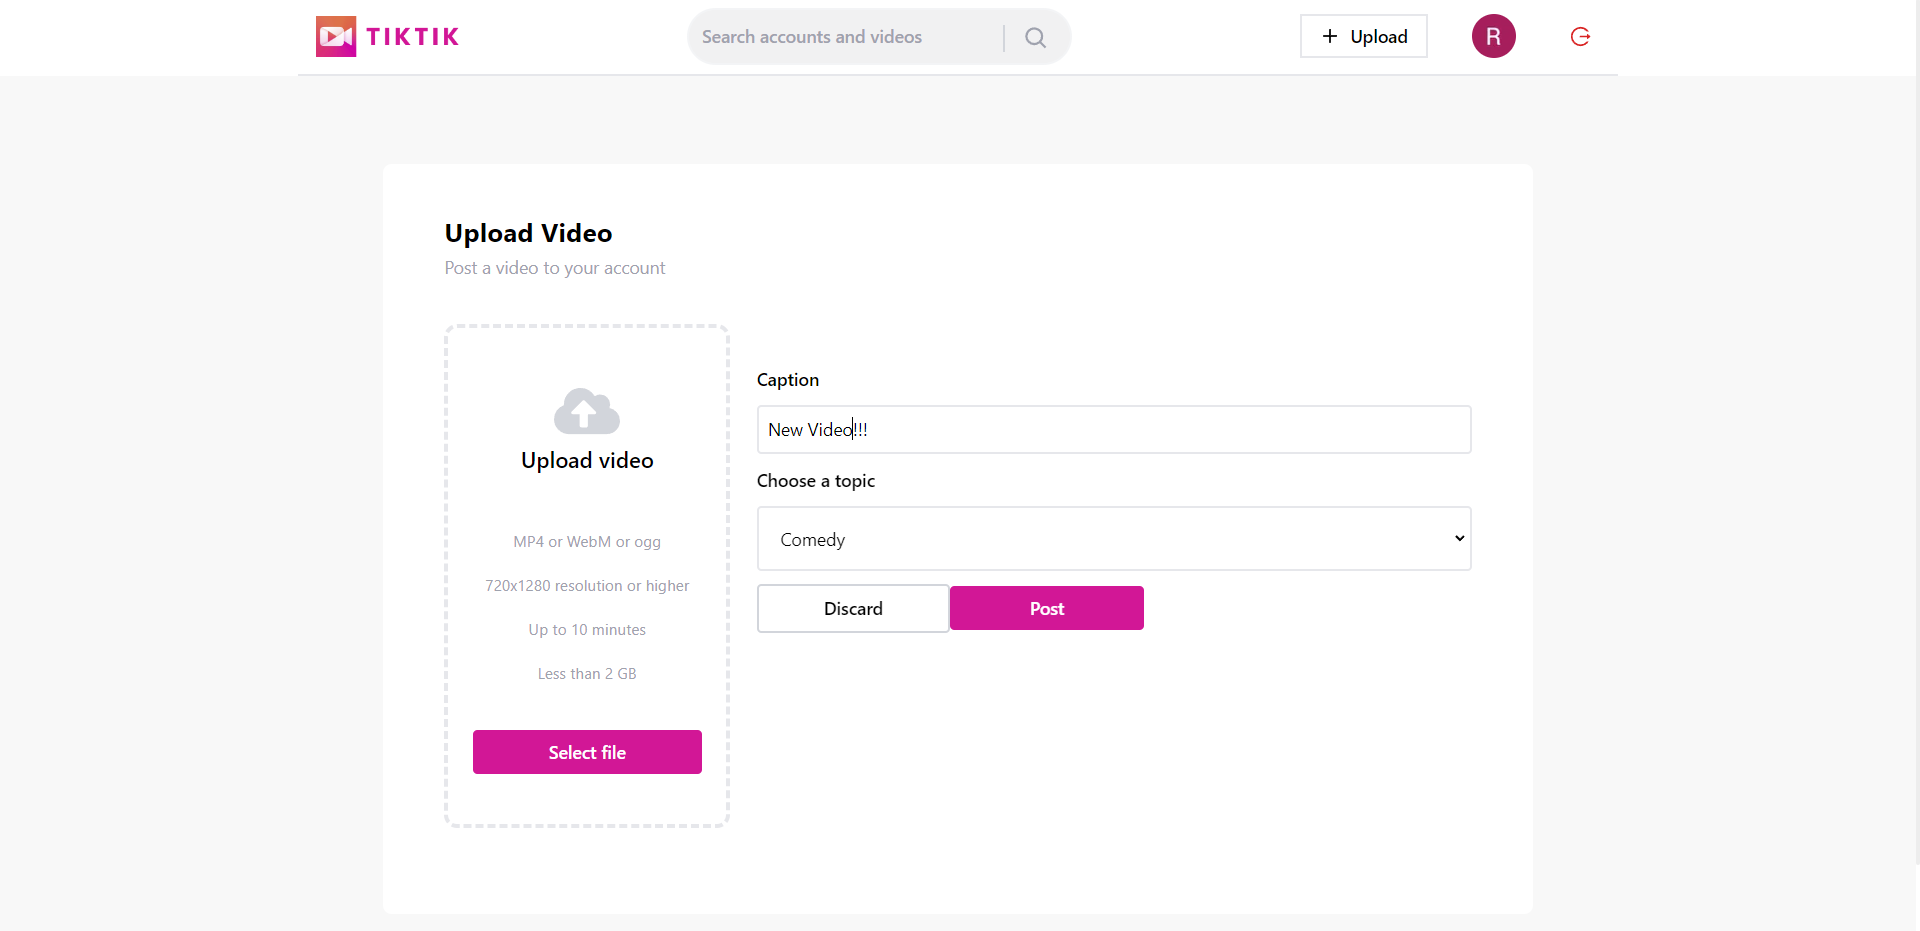 TIKTIK
Search accounts and videos
Upload
R
Upload Video
Post a video to your account
Upload video
MP4 or WebM or ogg
720x1280 resolution or higher
Up to 10 minutes
Less than 2 GB
Select file
Caption
New Video!!!
Choose a topic
Comedy
Discard
Post